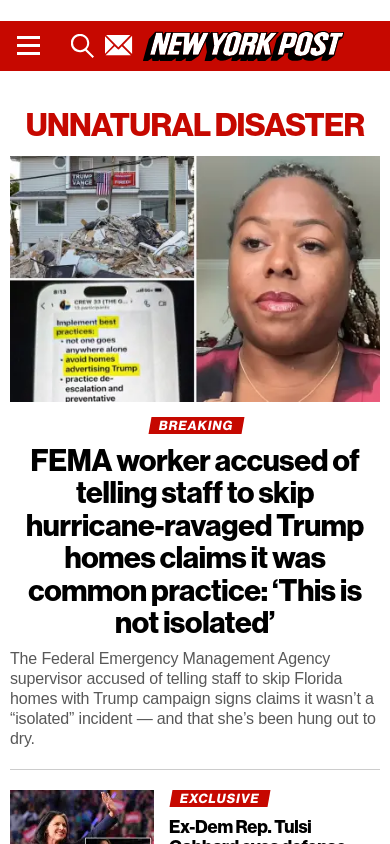 NEW YORK POST
UNNATURAL DISASTER
TRUMP
VANCE
8:13
CREW 33 (THE G...
Implement best
practices:
• not one goes
anywhere alone
• avoid homes
advertising Trump
• practice de-
escalation and
preventative
BREAKING
FEMA worker accused of
telling staff to skip
hurricane-ravaged Trump
homes claims it was
common practice: ‘This is
not isolated’
The Federal Emergency Management Agency
supervisor accused of telling staff to skip Florida
homes with Trump campaign signs claims it wasn’t a
“isolated” incident — and that she’s been hung out to
dry.
EXCLUSIVE
Ex-Dem Rep. Tulsi